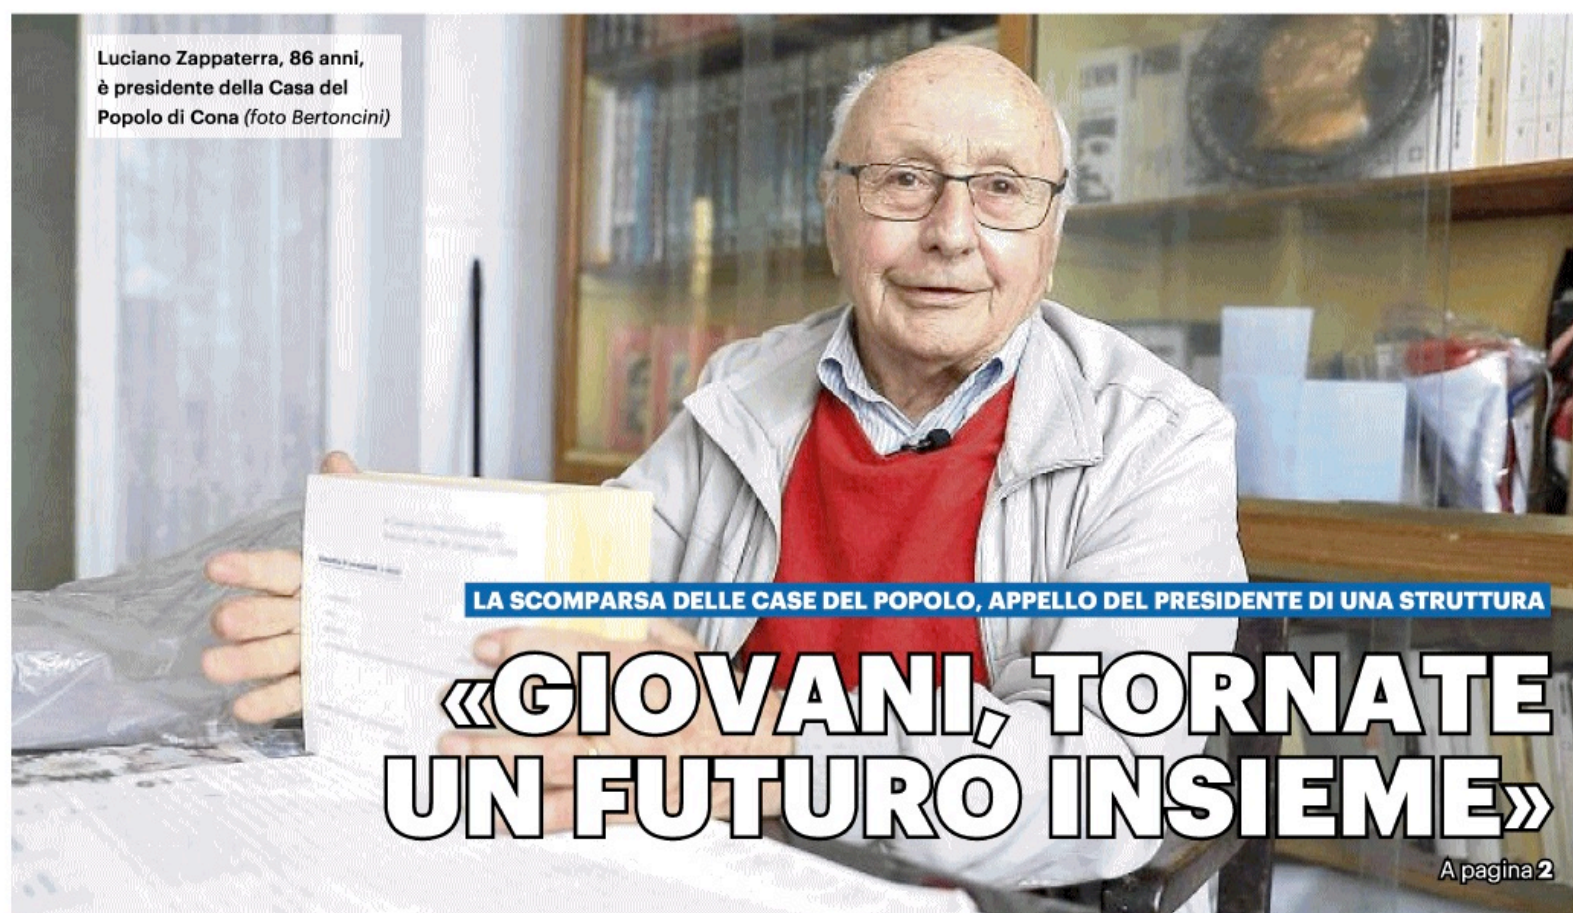 Luciano Zappaterra, 86 anni,
è presidente della Casa del
Popolo di Cona (foto Bertoncini)
LA SCOMPARSA DELLE CASE DEL POPOLO, APPELLO DEL PRESIDENTE DI UNA STRUTTURA
«GIOVANI, TORNATE
UN FUTURO INSIEME»
A pagina 2